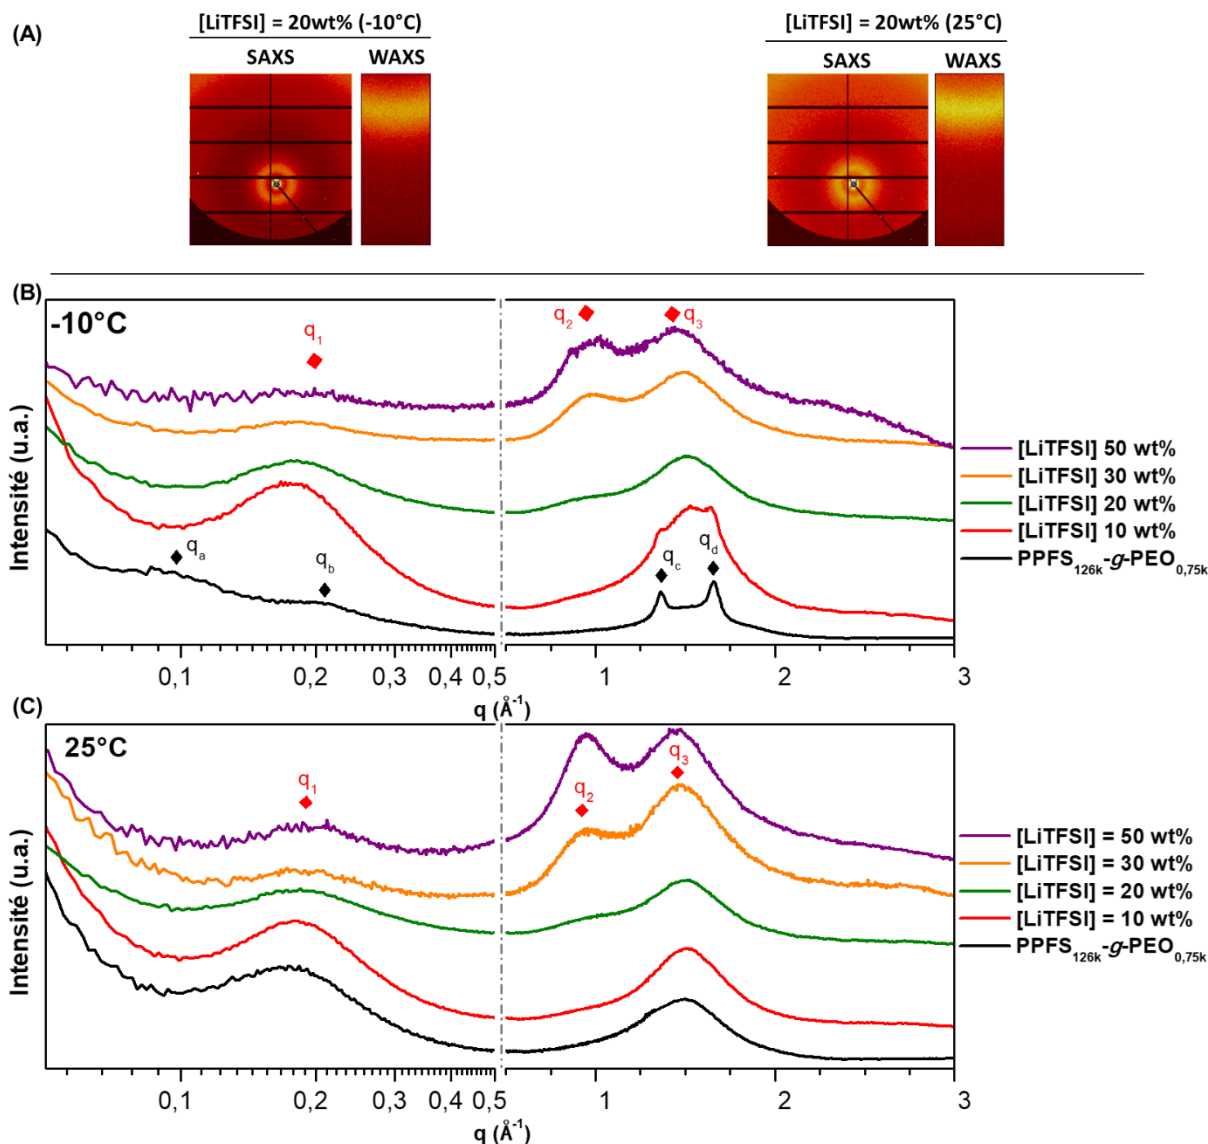 (A)
[LiTFSI] = 20wt% (-10°C)
[LiTFSI] = 20wt% (25°C)
SAXS WAXS
SAXS WAXS
(B)
-10°C
q1
q2
q3
qa
qb
qc
qd
Intensité (u.a.)
[LiTFSI] 50 wt%
[LiTFSI] 30 wt%
[LiTFSI] 20 wt%
[LiTFSI] 10 wt%
PPFS126k-g-PEO0,75k
0,1 0,2 0,3 0,4 0,5 1 2 3
q (Å-1)
(C)
25°C
q1
q2
q3
Intensité (u.a.)
[LiTFSI] = 50 wt%
[LiTFSI] = 30 wt%
[LiTFSI] = 20 wt%
[LiTFSI] = 10 wt%
PPFS126k-g-PEO0,75k
0,1 0,2 0,3 0,4 0,5 1 2 3
q (Å-1)